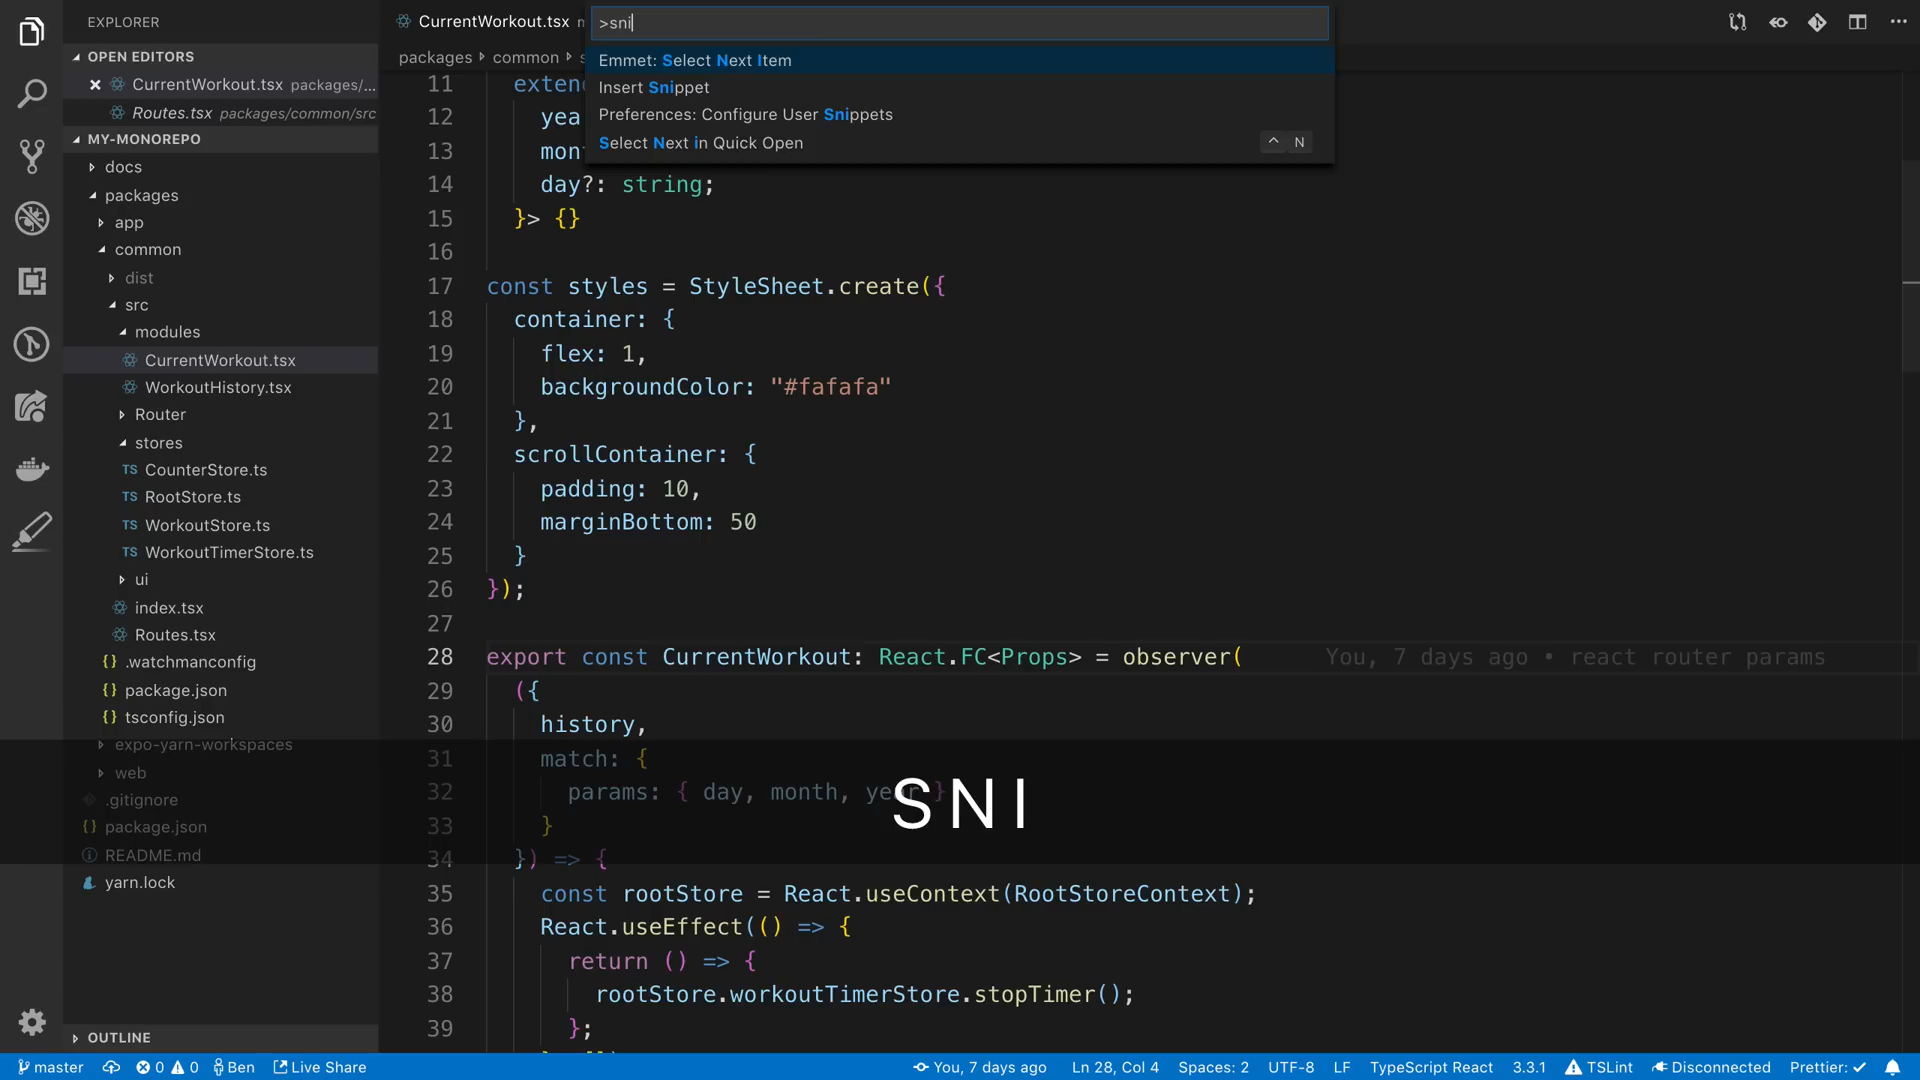 EXPLORER
OPEN EDITORS
CurrentWorkout.tsx packages/...
Routes.tsx packages/common/src
MY-MONOREPO
docs
packages
app
common
dist
src
modules
CurrentWorkout.tsx
WorkoutHistory.tsx
Router
stores
TS CounterStore.ts
TS RootStore.ts
TS WorkoutStore.ts
TS WorkoutTimerStore.ts
ui
index.tsx
Routes.tsx
{} .watchmanconfig
{} package.json
{} tsconfig.json
expo-yarn-workspaces
web
.gitignore
{} package.json
README.md
yarn.lock
OUTLINE
CurrentWorkout.tsx
>sni
packages common
Emmet: Select Next Item
Insert Snippet
Preferences: Configure User Snippets
Select Next in Quick Open ^ N
11 exten
12 yea
13 mon
14 day?: string;
15 }> {}
16
17 const styles = StyleSheet.create({
18 container: {
19 flex: 1,
20 backgroundColor: "#fafafa"
21 },
22 scrollContainer: {
23 padding: 10,
24 marginBottom: 50
25 }
26 });
27
28 export const CurrentWorkout: React.FC<Props> = observer( You, 7 days ago • react router params
29 ({
30 history,
31 match: {
32 params: { day, month, year }
33 }
34 }) => {
35 const rootStore = React.useContext(RootStoreContext);
36 React.useEffect(() => {
37 return () => {
38 rootStore.workoutTimerStore.stopTimer();
39 };
SNI
master 0 0 Ben Live Share You, 7 days ago Ln 28, Col 4 Spaces: 2 UTF-8 LF TypeScript React 3.3.1 TSLint Disconnected Prettier: ✓